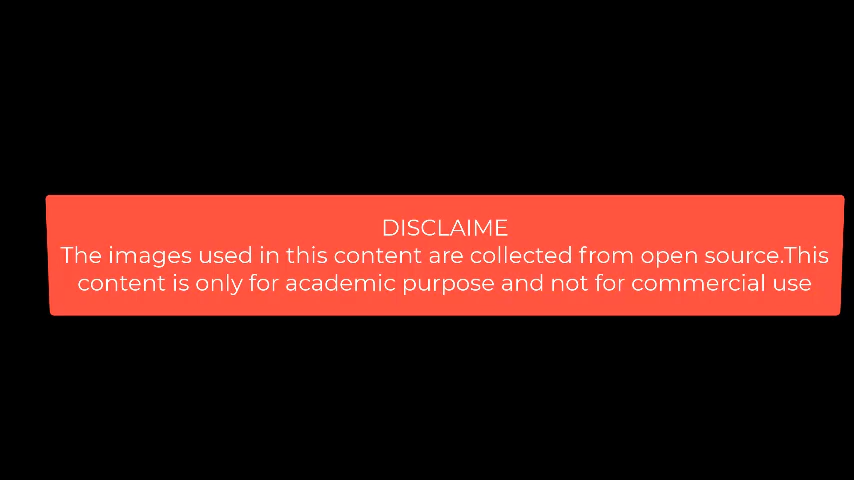 DISCLAIME
The images used in this content are collected from open source.This
content is only for academic purpose and not for commercial use